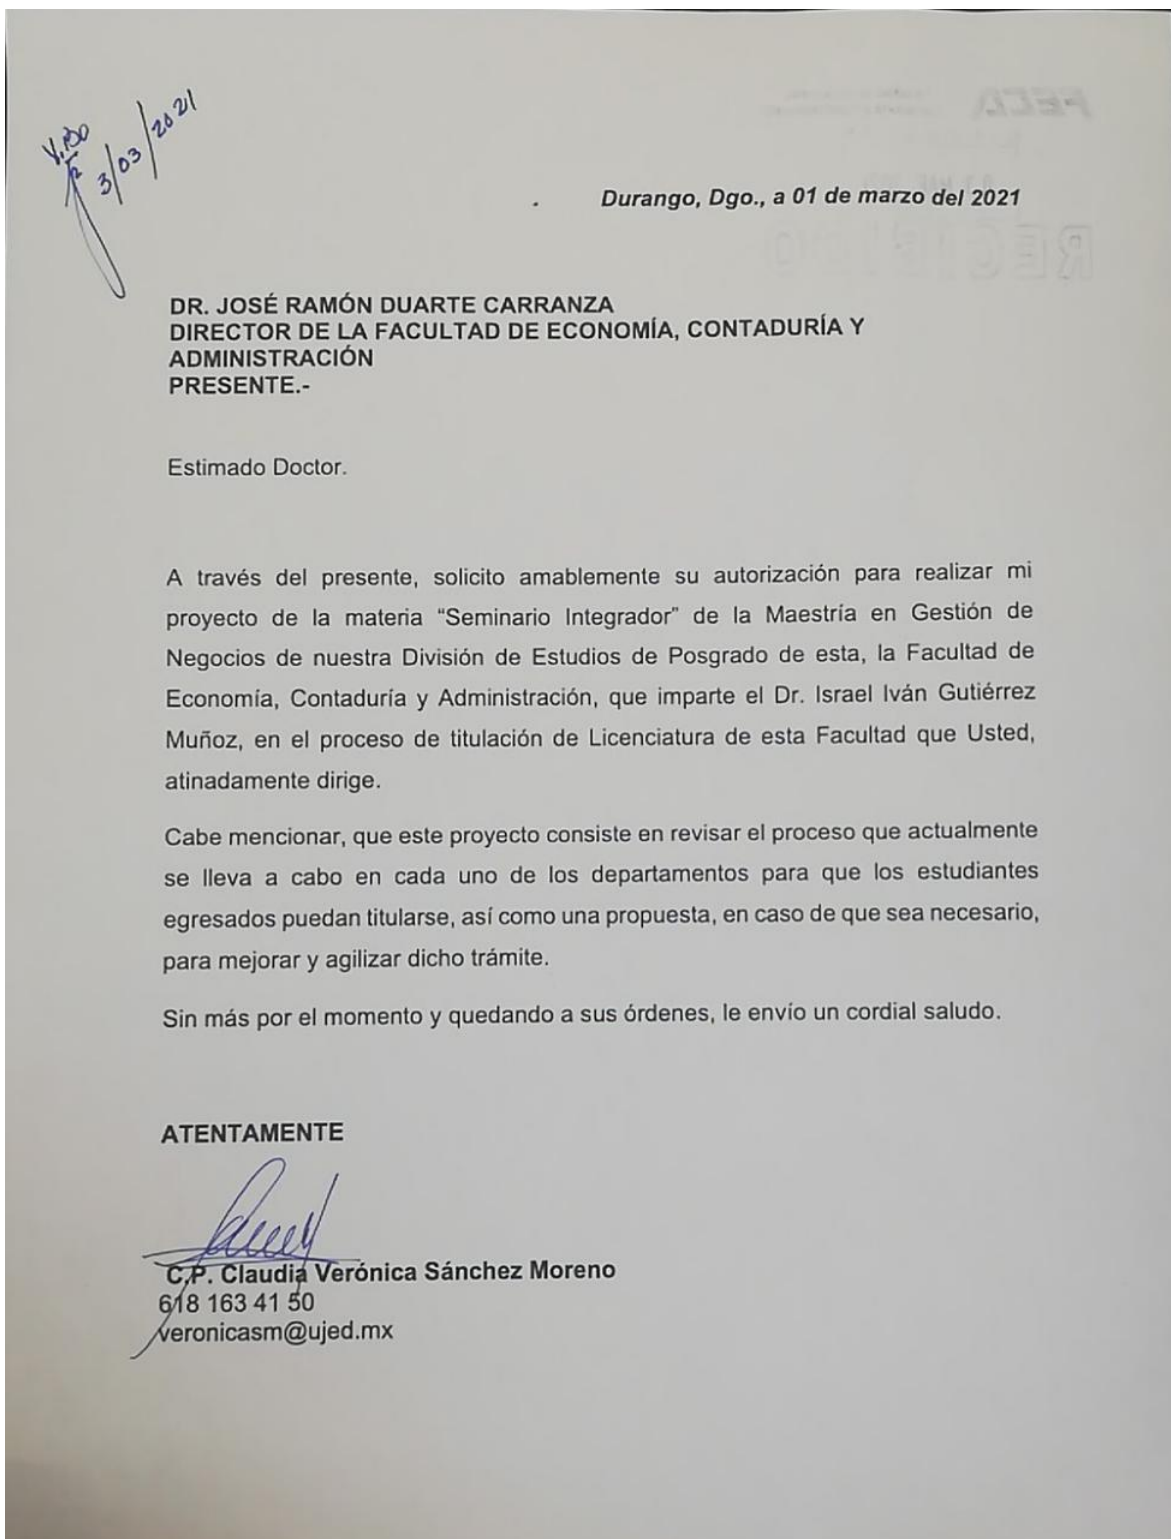 V.Bo
3/03/2021
FECA
Durango, Dgo., a 01 de marzo del 2021
RECIBIDO
DR. JOSÉ RAMÓN DUARTE CARRANZA
DIRECTOR DE LA FACULTAD DE ECONOMÍA, CONTADURÍA Y
ADMINISTRACIÓN
PRESENTE.-
Estimado Doctor.
A través del presente, solicito amablemente su autorización para realizar mi
proyecto de la materia “Seminario Integrador” de la Maestría en Gestión de
Negocios de nuestra División de Estudios de Posgrado de esta, la Facultad de
Economía, Contaduría y Administración, que imparte el Dr. Israel Iván Gutiérrez
Muñoz, en el proceso de titulación de Licenciatura de esta Facultad que Usted,
atinadamente dirige.
Cabe mencionar, que este proyecto consiste en revisar el proceso que actualmente
se lleva a cabo en cada uno de los departamentos para que los estudiantes
egresados puedan titularse, así como una propuesta, en caso de que sea necesario,
para mejorar y agilizar dicho trámite.
Sin más por el momento y quedando a sus órdenes, le envío un cordial saludo.
ATENTAMENTE
C.P. Claudia Verónica Sánchez Moreno
618 163 41 50
veronicasm@ujed.mx